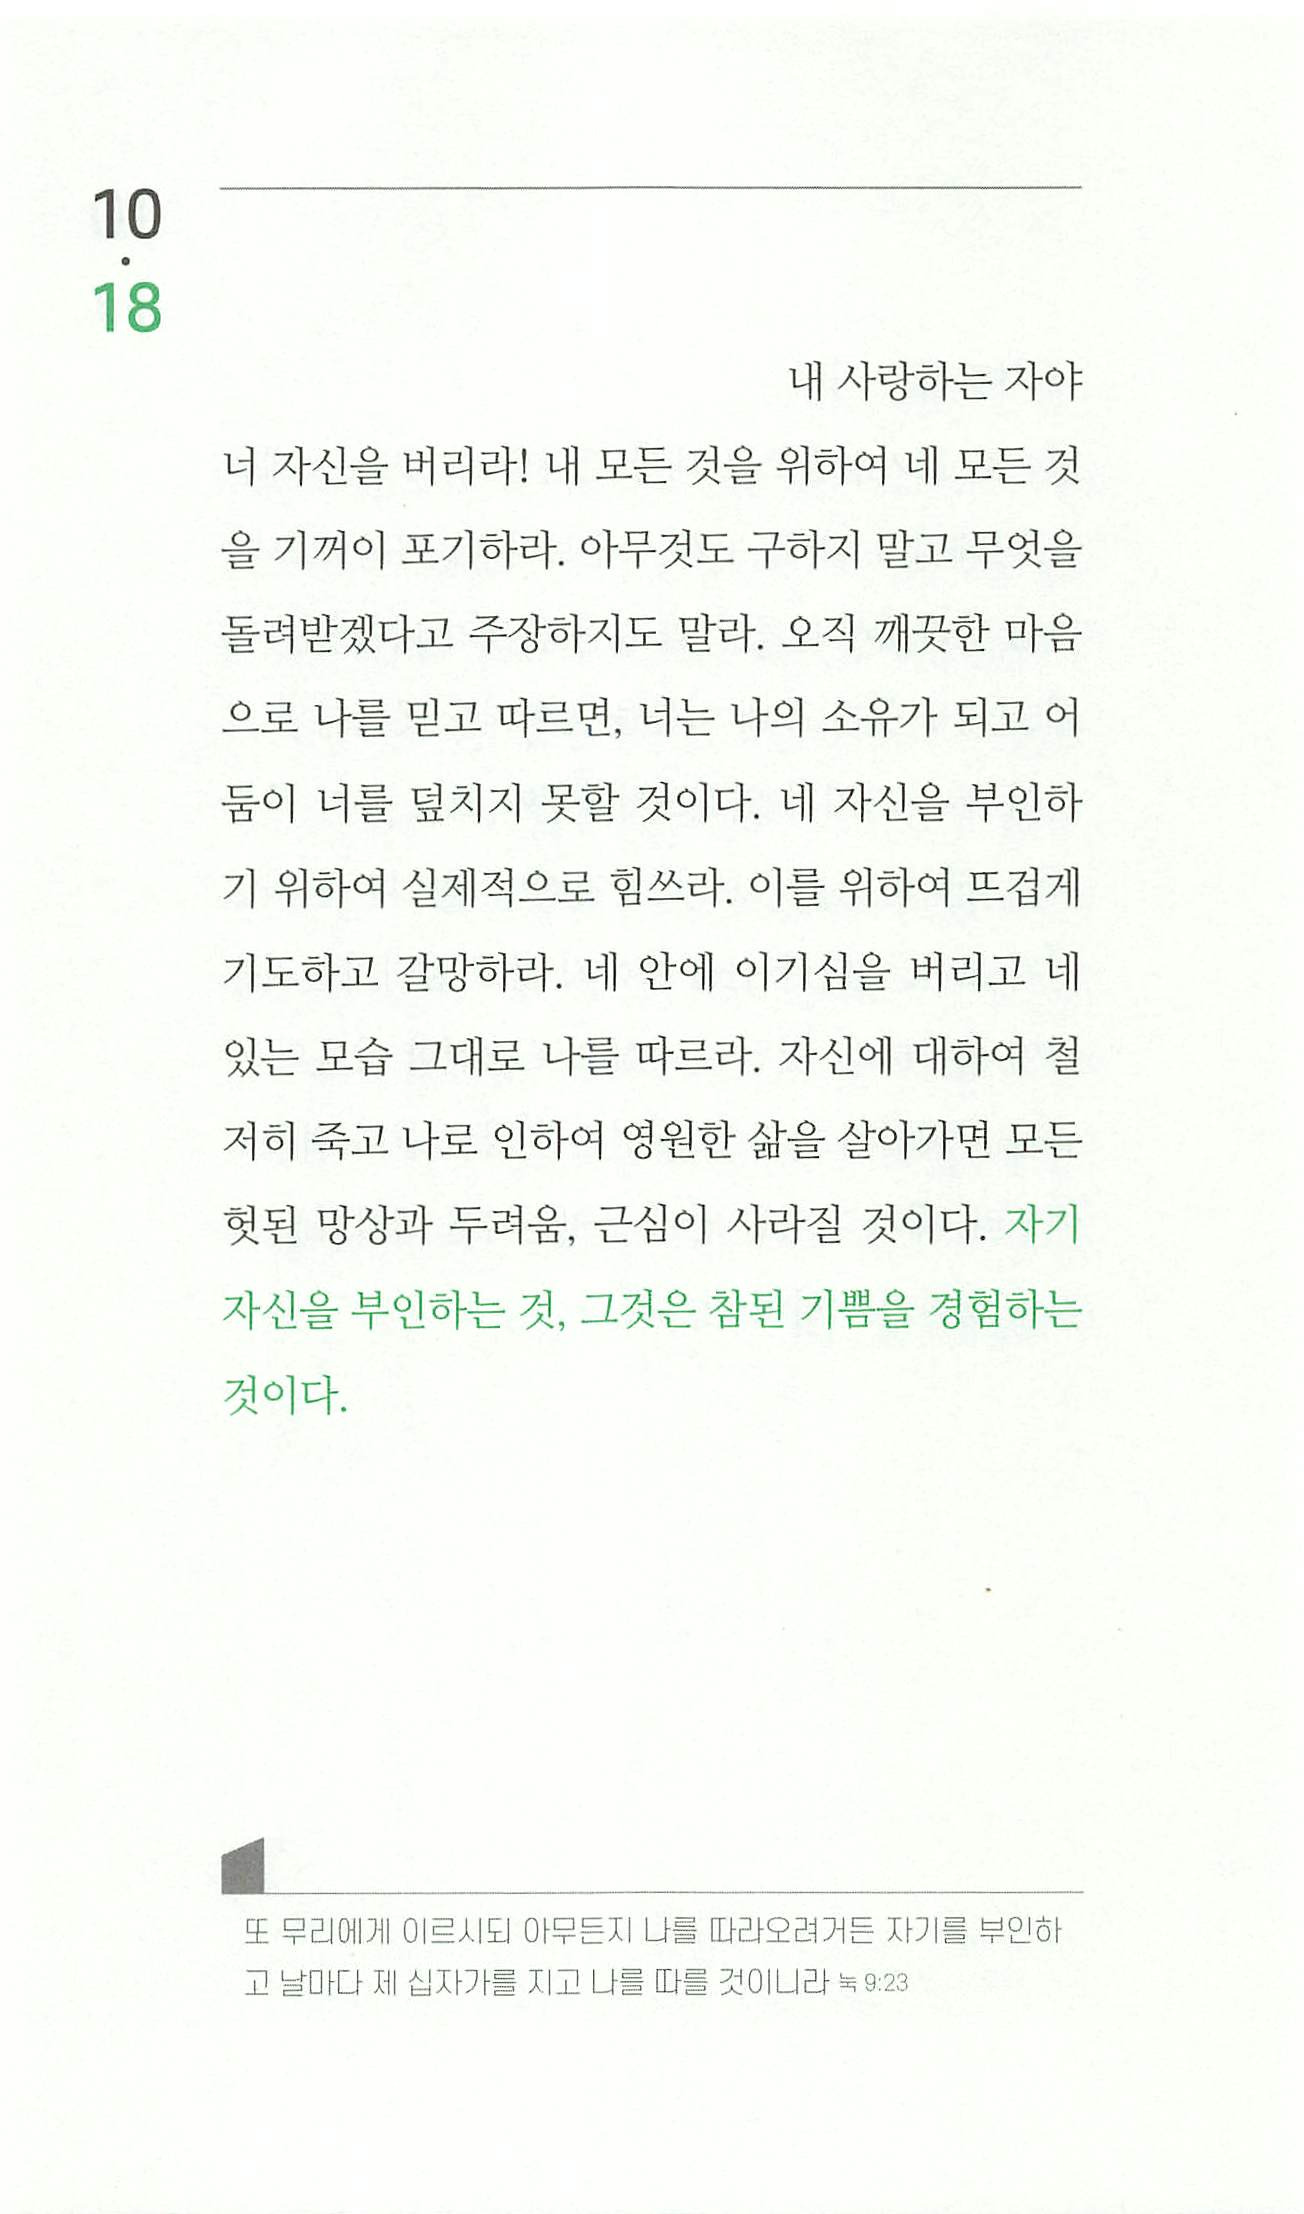 10
·
18
내 사랑하는 자야
너 자신을 버리라! 내 모든 것을 위하여 네 모든 것
을 기꺼이 포기하라. 아무것도 구하지 말고 무엇을
돌려받겠다고 주장하지도 말라. 오직 깨끗한 마음
으로 나를 믿고 따르면, 너는 나의 소유가 되고 어
둠이 너를 덮치지 못할 것이다. 네 자신을 부인하
기 위하여 실제적으로 힘쓰라. 이를 위하여 뜨겁게
기도하고 갈망하라. 네 안에 이기심을 버리고 네
있는 모습 그대로 나를 따르라. 자신에 대하여 철
저히 죽고 나로 인하여 영원한 삶을 살아가면 모든
헛된 망상과 두려움, 근심이 사라질 것이다. 자기
자신을 부인하는 것, 그것은 참된 기쁨을 경험하는
것이다.
또 무리에게 이르시되 아무든지 나를 따라오려거든 자기를 부인하
고 날마다 제 십자가를 지고 나를 따를 것이니라 눅 9:23